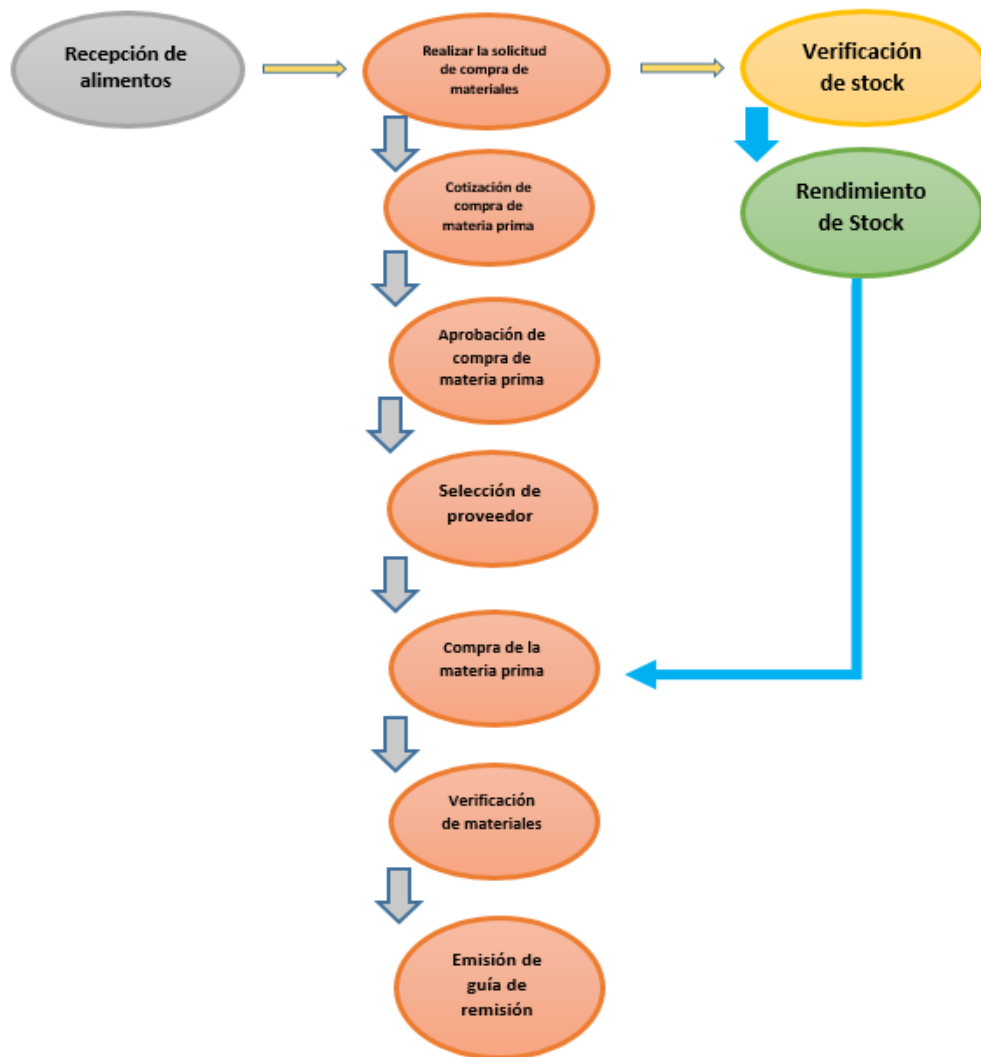 Recepción de
alimentos
Realizar la solicitud
de compra de
materiales
Verificación
de stock
Cotización de
compra de
materia prima
Rendimiento
de Stock
Aprobación de
compra de
materia prima
Selección de
proveedor
Compra de la
materia prima
Verificación
de materiales
Emisión de
guía de
remisión